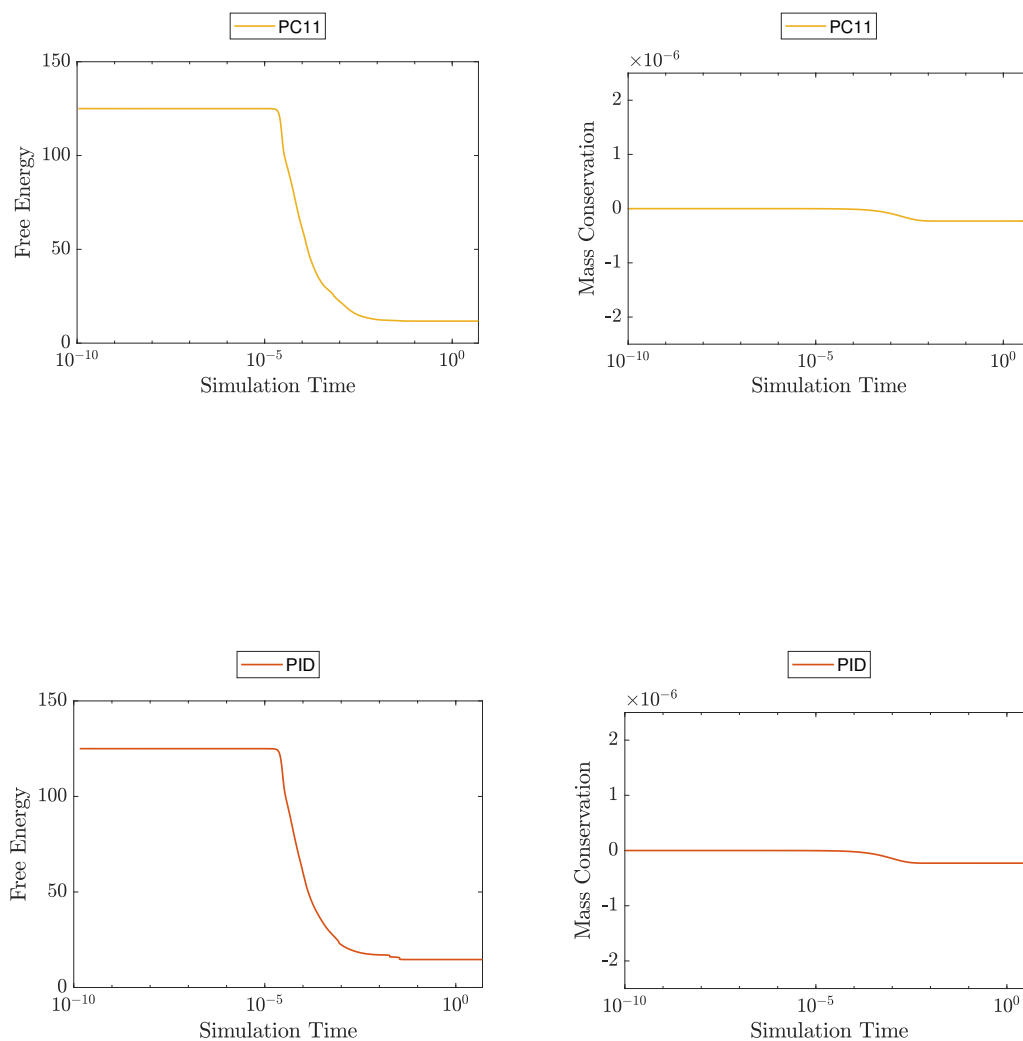 PC11
150
100
50
0
Free Energy
10^{-10}
10^{-5}
10^{0}
Simulation Time
PC11
×10^{-6}
2
1
0
-1
-2
Mass Conservation
10^{-10}
10^{-5}
10^{0}
Simulation Time
PID
150
100
50
0
Free Energy
10^{-10}
10^{-5}
10^{0}
Simulation Time
PID
×10^{-6}
2
1
0
-1
-2
Mass Conservation
10^{-10}
10^{-5}
10^{0}
Simulation Time